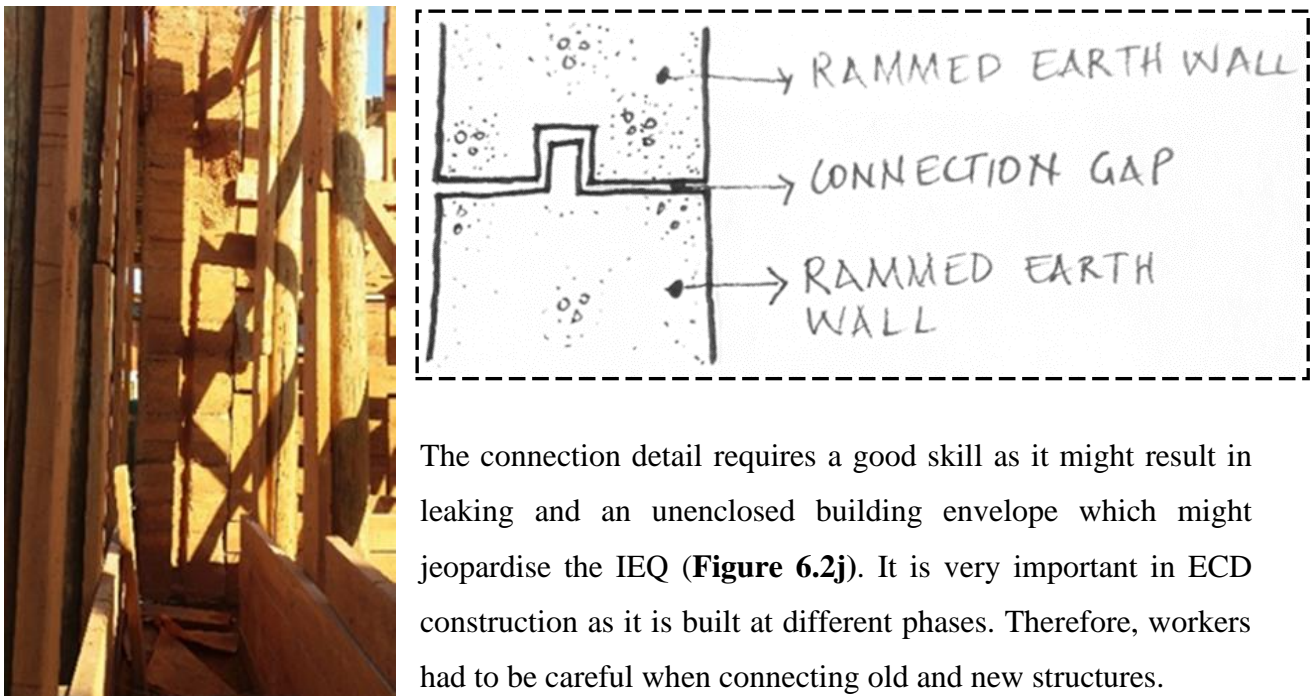 RAMMED EARTH WALL
CONNECTION GAP
RAMMED EARTH
WALL
The connection detail requires a good skill as it might result in
leaking and an unenclosed building envelope which might
jeopardise the IEQ (Figure 6.2j). It is very important in ECD
construction as it is built at different phases. Therefore, workers
had to be careful when connecting old and new structures.